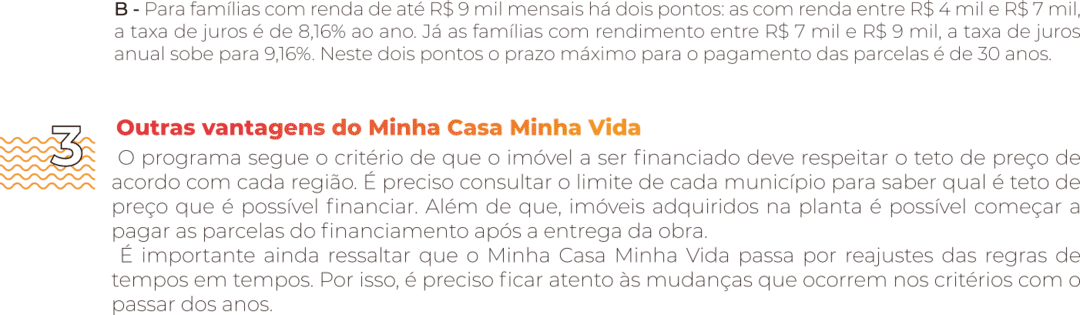 B - Para famílias com renda de até R$ 9 mil mensais há dois pontos: as com renda entre R$ 4 mil e R$ 7 mil,
a taxa de juros é de 8,16% ao ano. Já as famílias com rendimento entre R$ 7 mil e R$ 9 mil, a taxa de juros
anual sobe para 9,16%. Neste dois pontos o prazo máximo para o pagamento das parcelas é de 30 anos.
3
Outras vantagens do Minha Casa Minha Vida
O programa segue o critério de que o imóvel a ser financiado deve respeitar o teto de preço de
acordo com cada região. É preciso consultar o limite de cada município para saber qual é teto de
preço que é possível financiar. Além de que, imóveis adquiridos na planta é possível começar a
pagar as parcelas do financiamento após a entrega da obra.
É importante ainda ressaltar que o Minha Casa Minha Vida passa por reajustes das regras de
tempos em tempos. Por isso, é preciso ficar atento às mudanças que ocorrem nos critérios com o
passar dos anos.